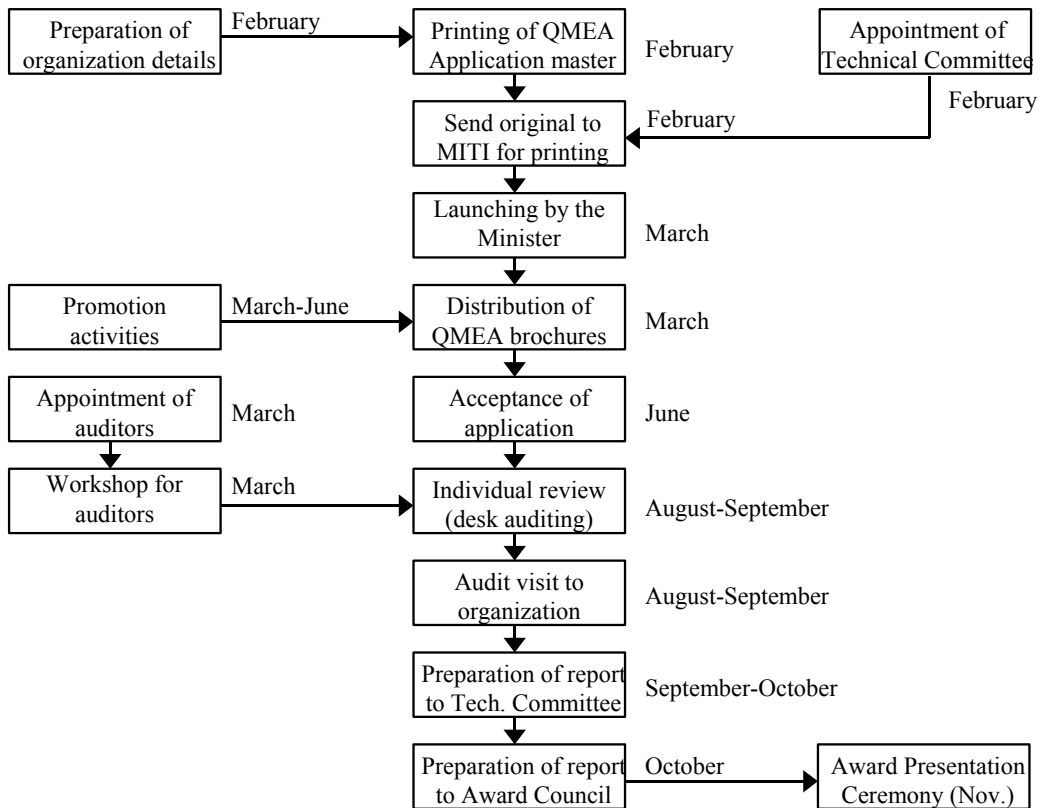 Preparation of
organization details
February
Printing of QMEA
Application master
February
Appointment of
Technical Committee
February
Send original to
MITI for printing
February
Launching by the
Minister
March
Promotion
activities
March-June
Distribution of
QMEA brochures
March
Appointment of
auditors
March
Acceptance of
application
June
Workshop for
auditors
March
Individual review
(desk auditing)
August-September
Audit visit to
organization
August-September
Preparation of report
to Tech. Committee
September-October
Preparation of report
to Award Council
October
Award Presentation
Ceremony (Nov.)